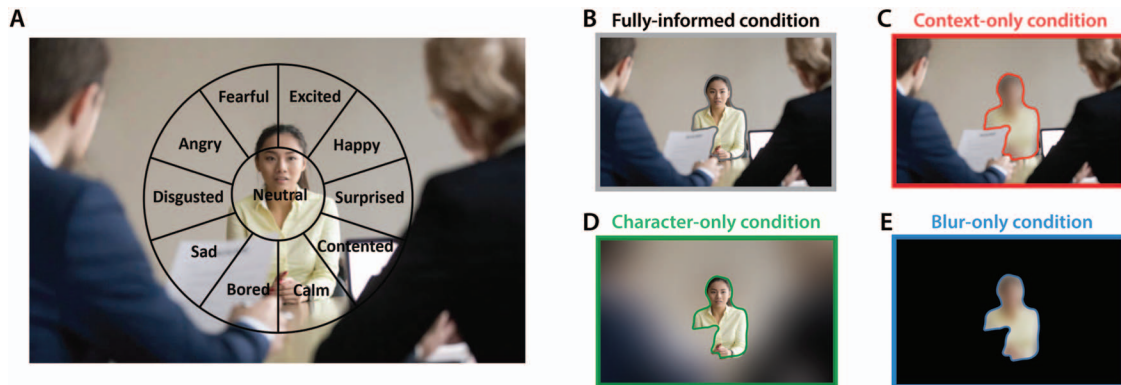 A
Fearful
Excited
Angry
Happy
Disgusted
Neutral
Surprised
Sad
Contented
Bored
Calm
B
Fully-informed condition
C
Context-only condition
D
Character-only condition
E
Blur-only condition